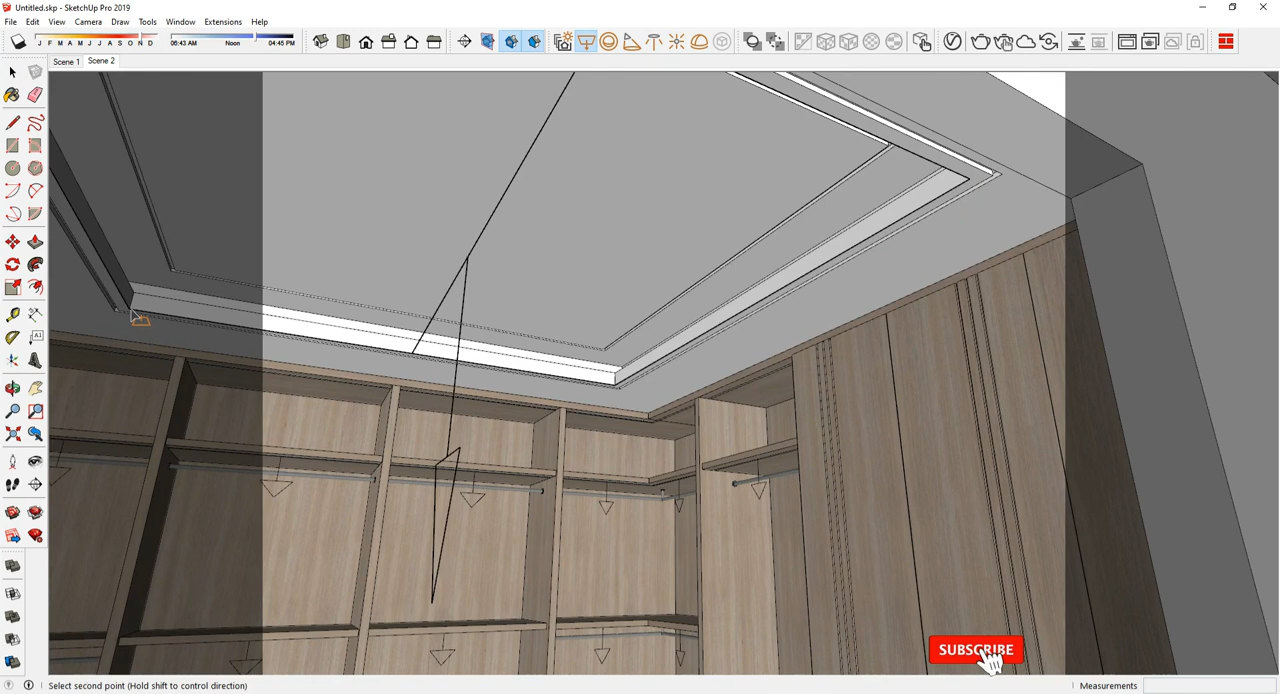 Untitled.skp - SketchUp Pro 2019
File Edit View Camera Draw Tools Window Extensions Help
J F M A M J J A S O N D 06:43 AM Noon 04:45 PM
Scene 1 Scene 2
AI
SUBSCRIBE
Select second point (Hold shift to control direction) Measurements